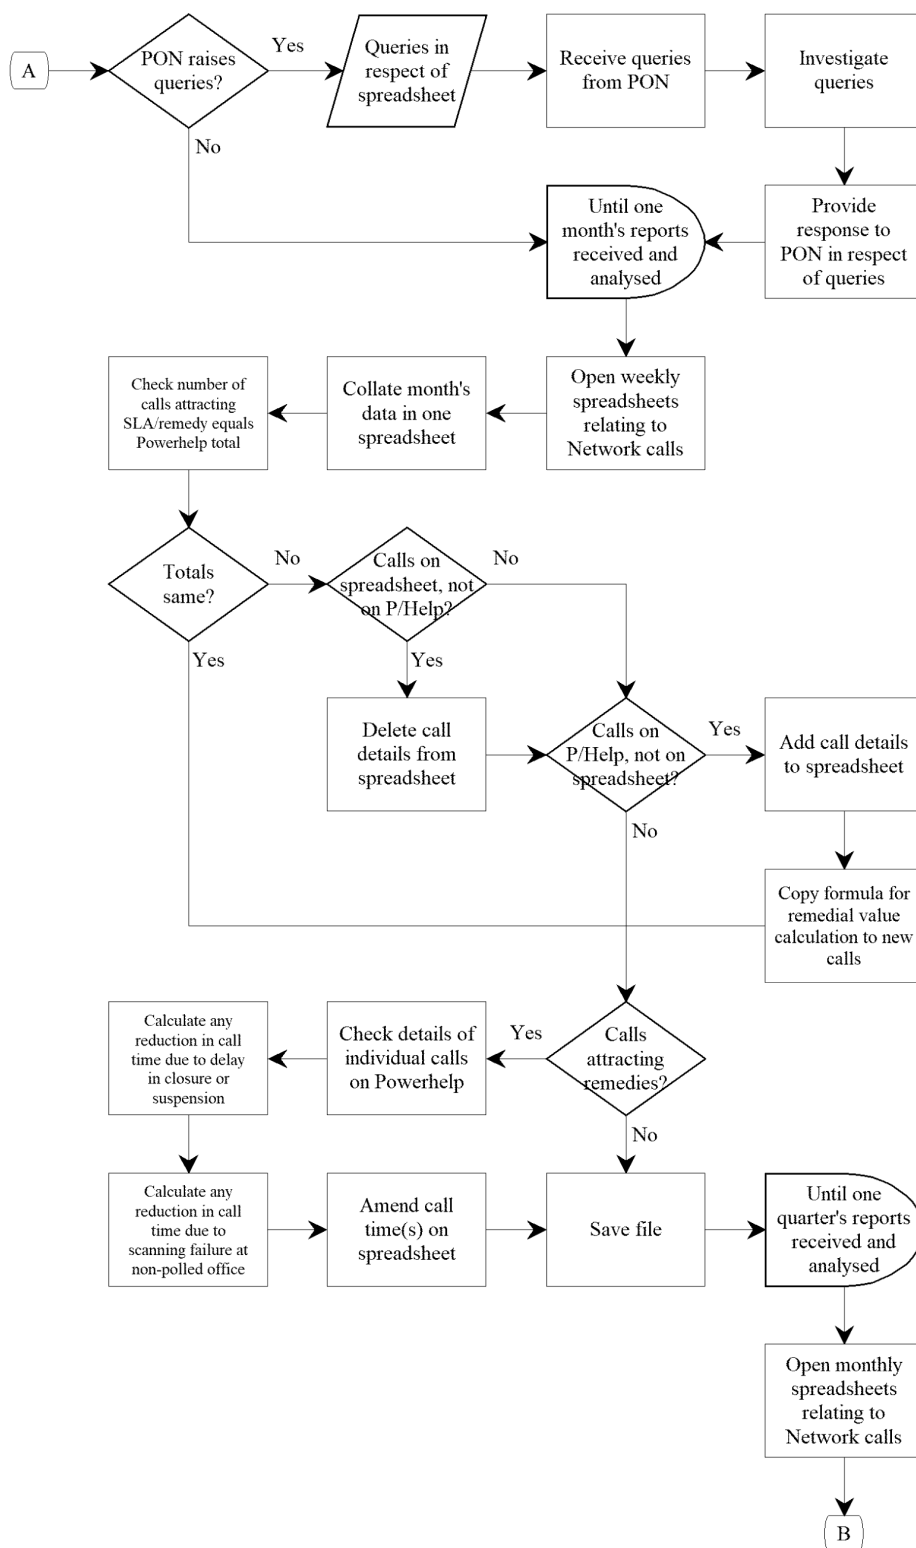 A
PON raises
queries?
Yes
Queries in
respect of
spreadsheet
Receive queries
from PON
Investigate
queries
No
Until one
month's reports
received and
analysed
Provide
response to
PON in respect
of queries
Check number of
calls attracting
SLA/remedy equals
Powerhelp total
Collate month's
data in one
spreadsheet
Open weekly
spreadsheets
relating to
Network calls
Totals
same?
No
Calls on
spreadsheet, not
on P/Help?
No
Yes
Yes
Delete call
details from
spreadsheet
Calls on
P/Help, not on
spreadsheet?
Yes
Add call details
to spreadsheet
No
Copy formula for
remedial value
calculation to new
calls
Calculate any
reduction in call
time due to delay
in closure or
suspension
Check details of
individual calls
on Powerhelp
Yes
Calls
attracting
remedies?
No
Calculate any
reduction in call
time due to
scanning failure at
non-polled office
Amend call
time(s) on
spreadsheet
Save file
Until one
quarter's reports
received and
analysed
Open monthly
spreadsheets
relating to
Network calls
B